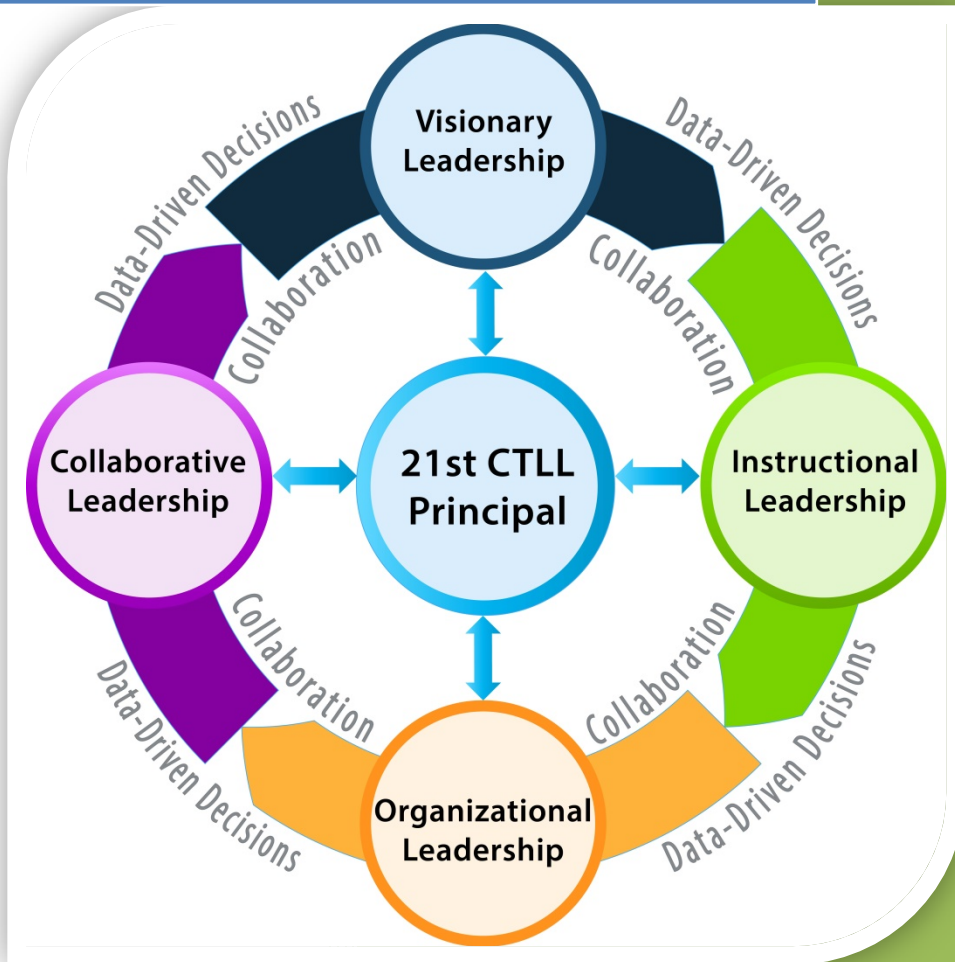 Visionary
Leadership
Data-Driven Decisions
Data-Driven Decisions
Collaboration
Collaboration
Collaborative
Leadership
21st CTLL
Principal
Instructional
Leadership
Collaboration
Collaboration
Data-Driven Decisions
Data-Driven Decisions
Organizational
Leadership